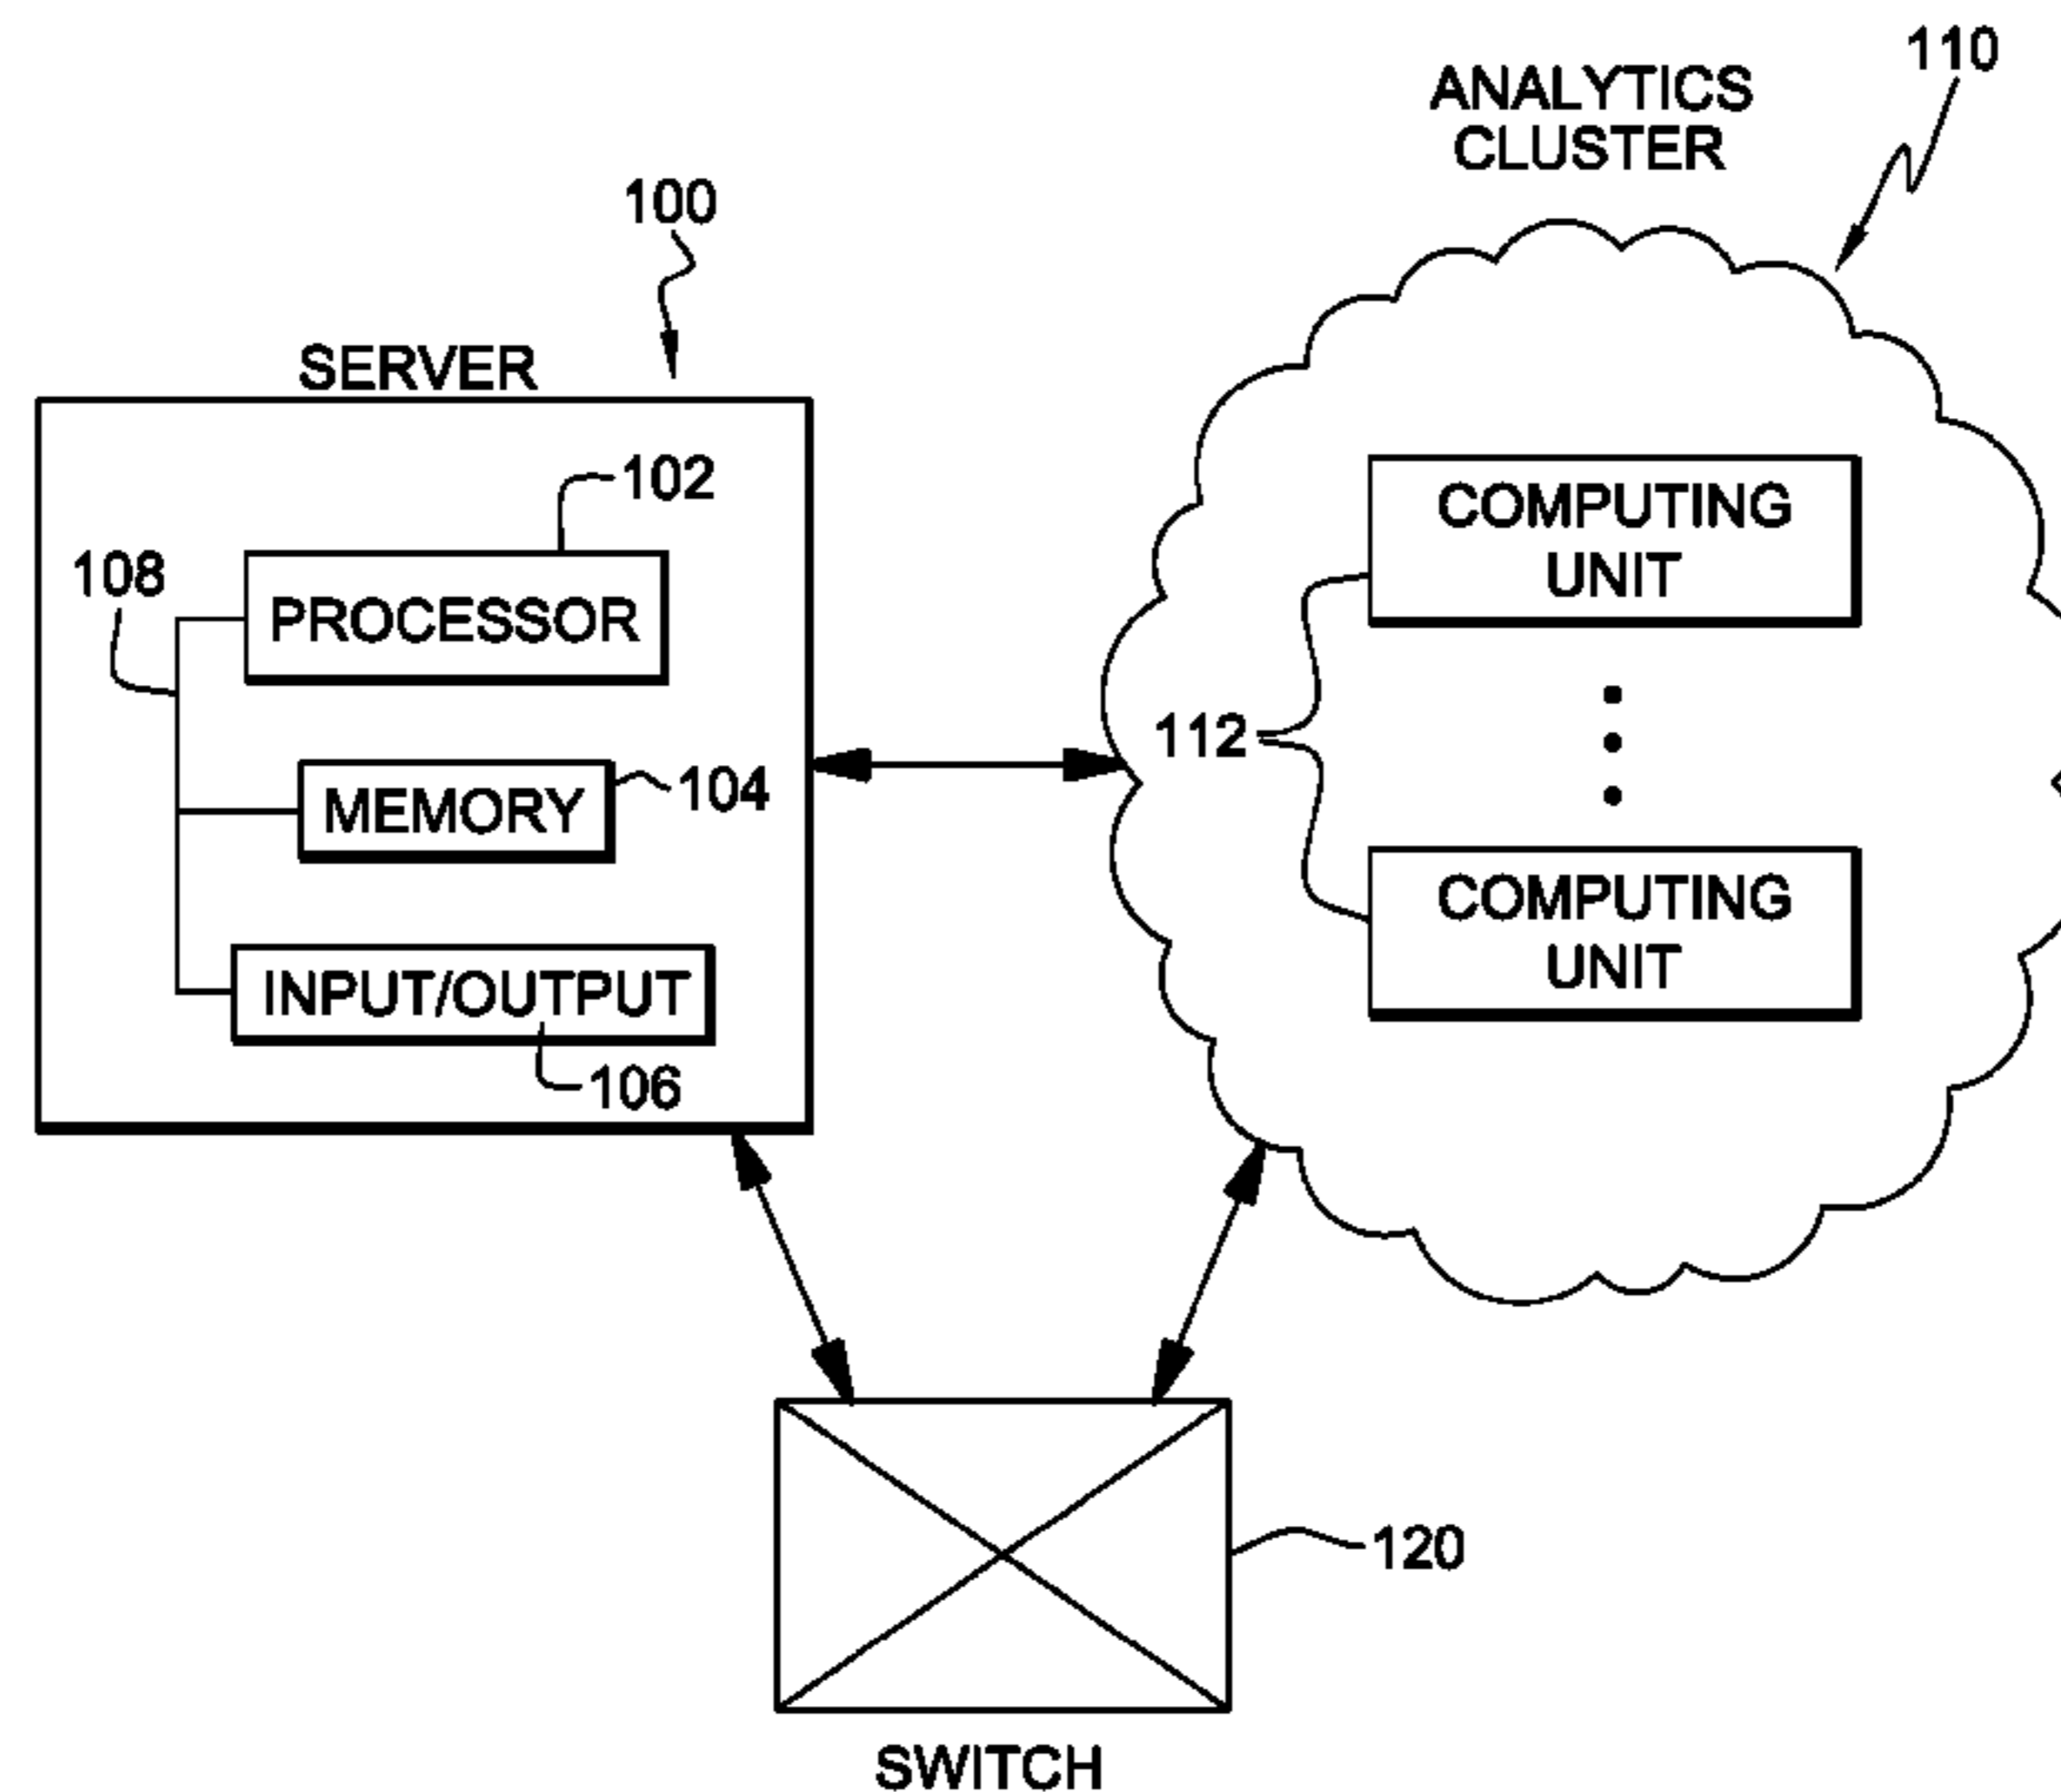 110
ANALYTICS
CLUSTER
100
SERVER
102
108
PROCESSOR
COMPUTING
UNIT
112
104
MEMORY
COMPUTING
UNIT
INPUT/OUTPUT
106
120
SWITCH